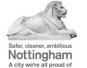 Safer, cleaner, ambitious
Nottingham
A city we're all proud of